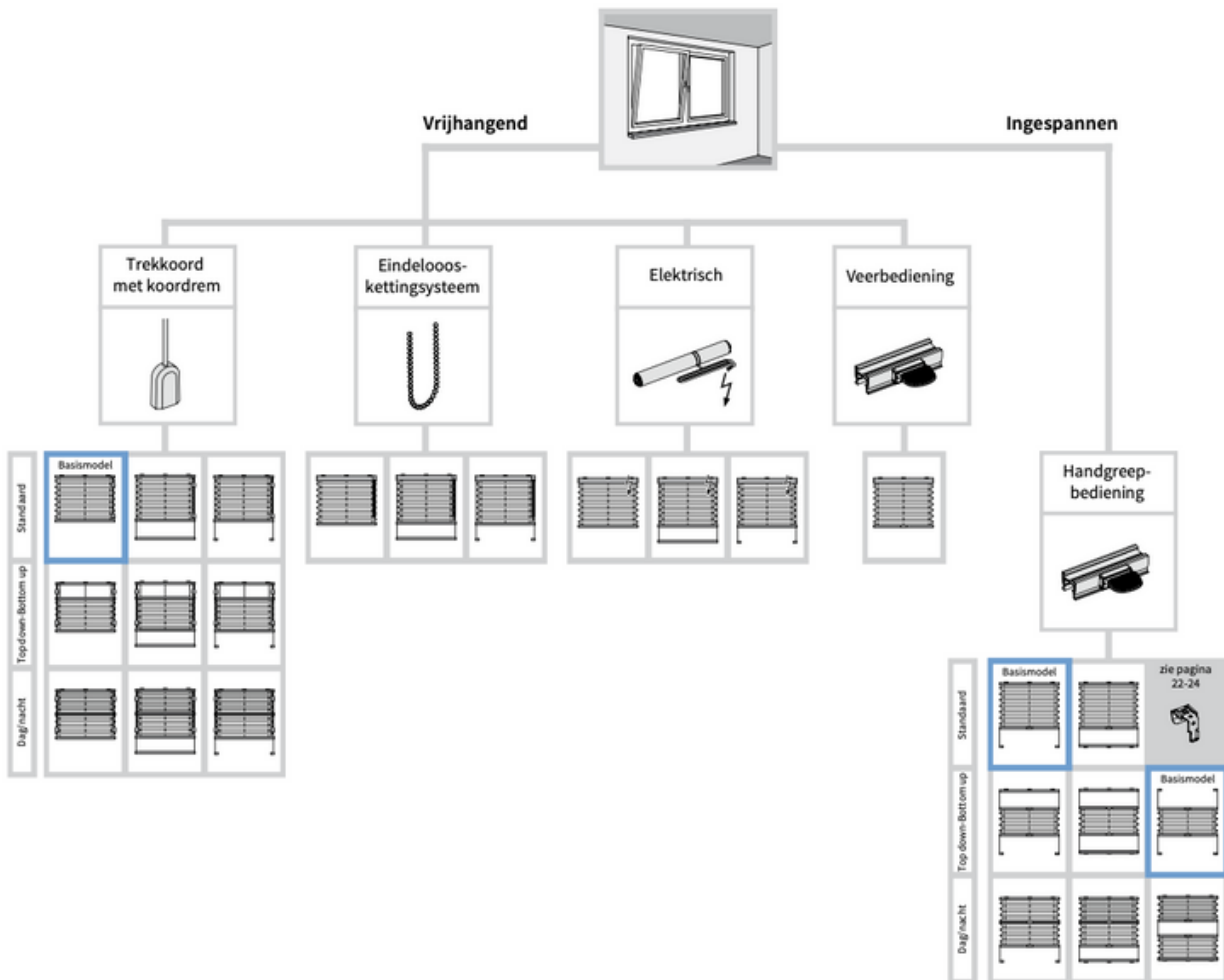 Vrijhangend
Ingespannen
Trekkoord
met koordrem
Eindelooos-
kettingsysteem
Elektrisch
Veerbediening
Standaard
Basismodel
Top down-Bottom up
Dag/nacht
Handgreep-
bediening
Standaard
Basismodel
zie pagina
22-24
Top down-Bottom up
Basismodel
Dag/nacht